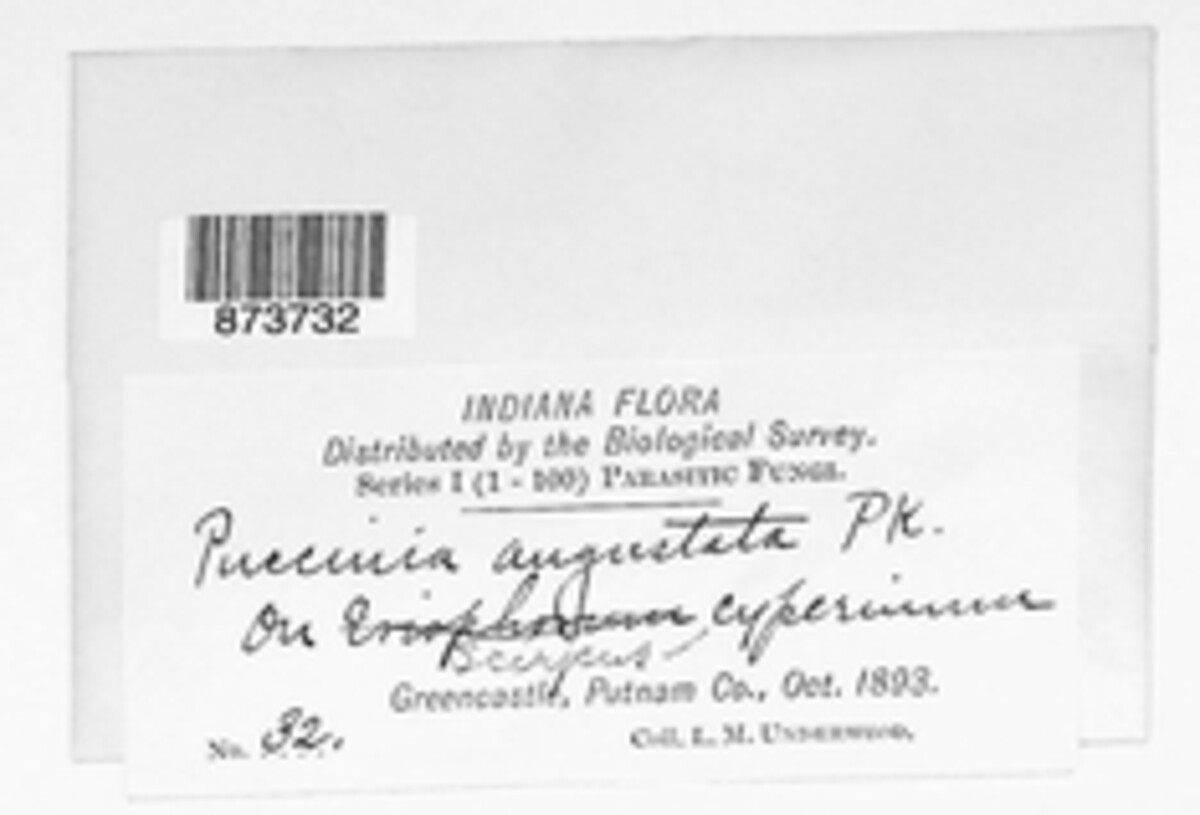 873732
INDIANA FLORA
Distributed by the Biological Survey.
Series I (1 - 100) PARASITIC FUNGI.
Puccinia angustata PK.
On Eriophorum cyperinum
Scirpus
Greencastle, Putnam Co., Oct. 1893.
No. 32.
Coll. L. M. UNDERWOOD.